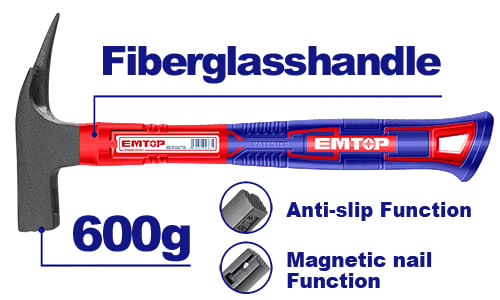 Fiberglasshandle
EMTOP
PATENTED
EMTOP
600g
Anti-slip Function
Magnetic nail
Function